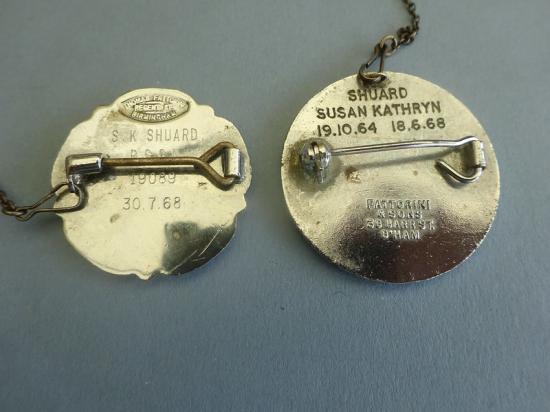 THOMAS FATTORINI
REGENT ST.
BIRMINGHAM
S. K SHUARD
19089
30.7.68
SHUARD
SUSAN KATHRYN
19.10.64 18.6.68
FATTORINI
& SONS
BHAM